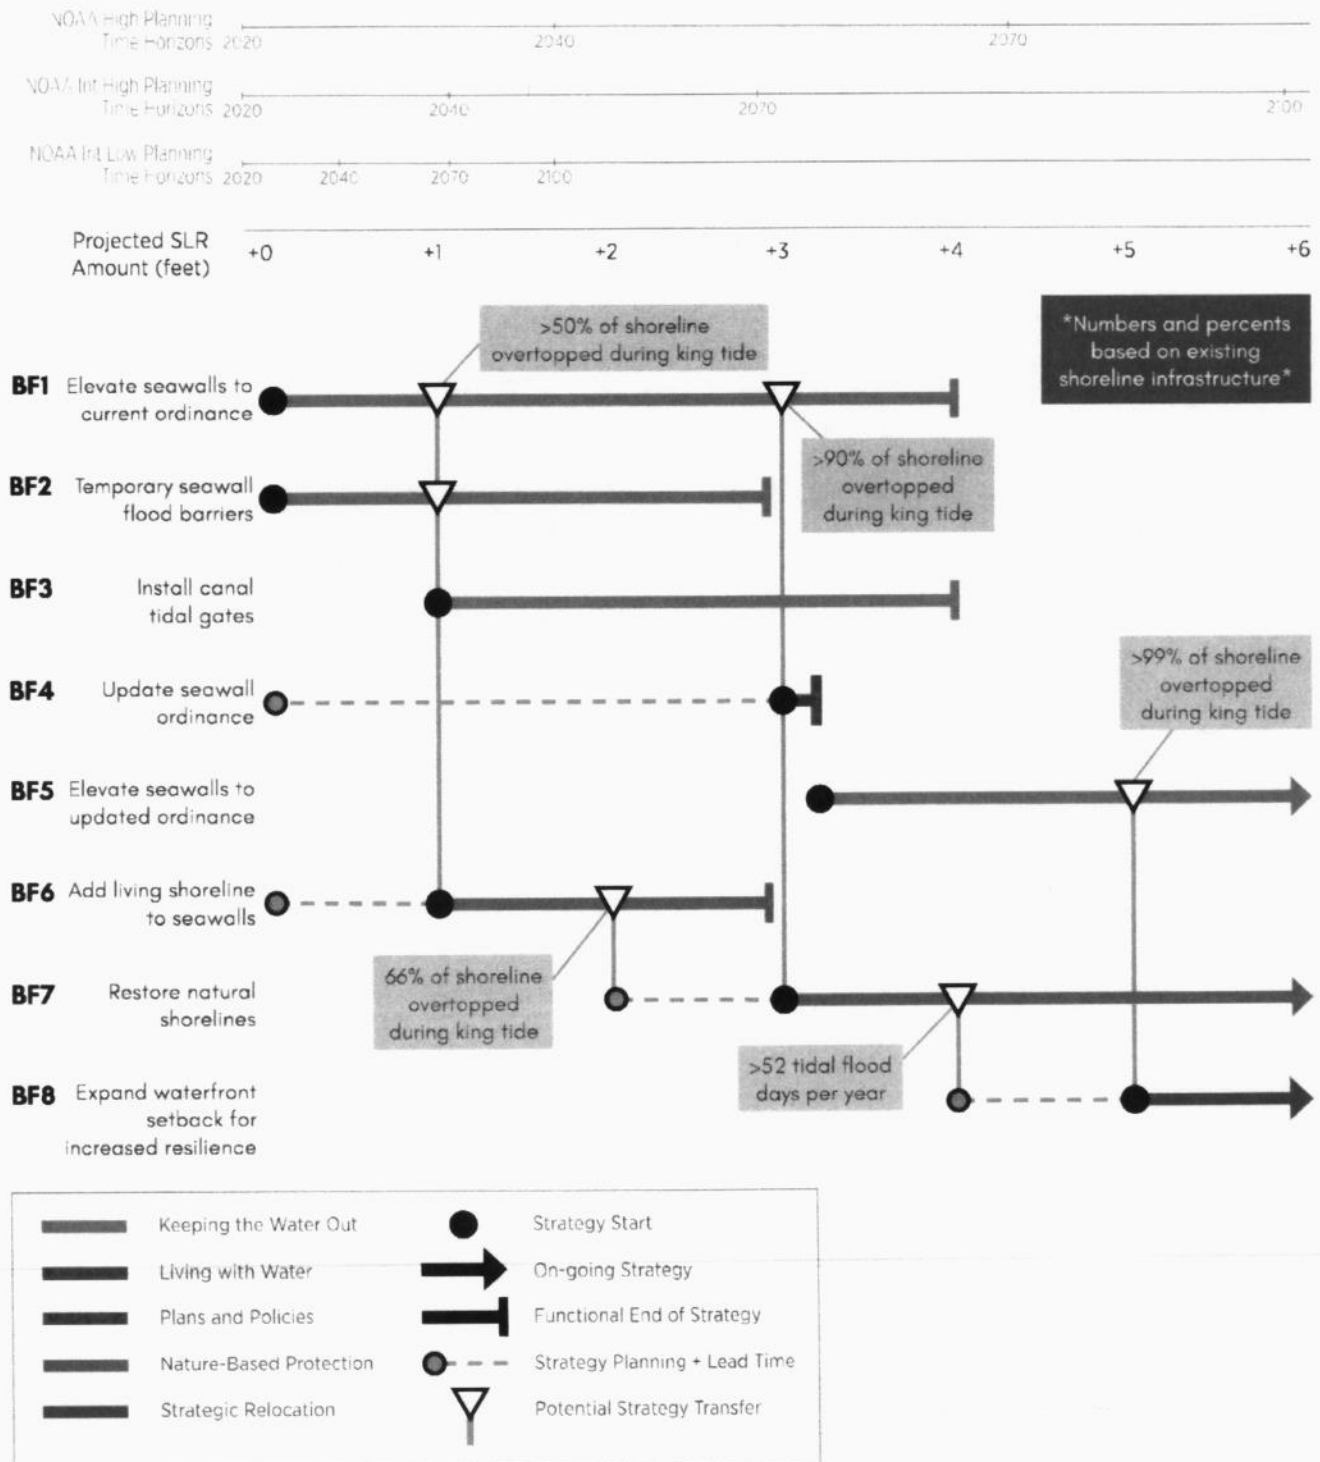 NOAA High Planning
Time Horizons 2020 2040 2070
NOAA Int High Planning
Time Horizons 2020 2040 2070 2100
NOAA Int Low Planning
Time Horizons 2020 2040 2070 2100
Projected SLR
Amount (feet)
+0 +1 +2 +3 +4 +5 +6
>50% of shoreline
overtopped during king tide
*Numbers and percents
based on existing
shoreline infrastructure*
BF1 Elevate seawalls to
current ordinance
>90% of shoreline
overtopped
during king tide
BF2 Temporary seawall
flood barriers
BF3 Install canal
tidal gates
>99% of shoreline
overtopped
during king tide
BF4 Update seawall
ordinance
BF5 Elevate seawalls to
updated ordinance
BF6 Add living shoreline
to seawalls
66% of shoreline
overtopped
during king tide
BF7 Restore natural
shorelines
>52 tidal flood
days per year
BF8 Expand waterfront
setback for
increased resilience
Keeping the Water Out
Living with Water
Plans and Policies
Nature-Based Protection
Strategic Relocation
Strategy Start
On-going Strategy
Functional End of Strategy
Strategy Planning + Lead Time
Potential Strategy Transfer